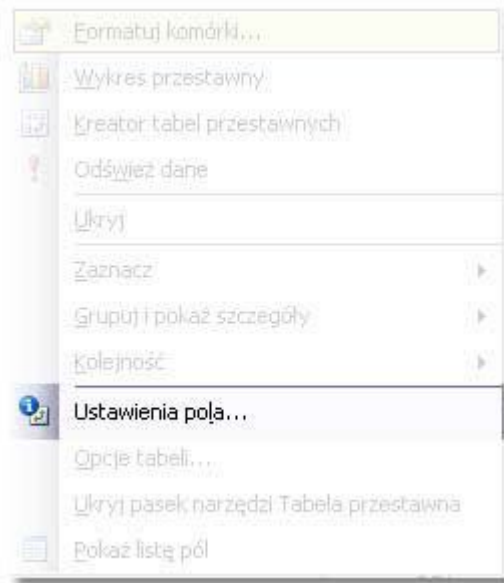 Formatuj komórki...
Wykres przestawny
Kreator tabel przestawnych
Odśwież dane
Ukryj
Zaznacz
Grupuj i pokaż szczegóły
Kolejność
Ustawienia pola...
Opcje tabeli...
Ukryj pasek narzędzi Tabela przestawna
Pokaż listę pól